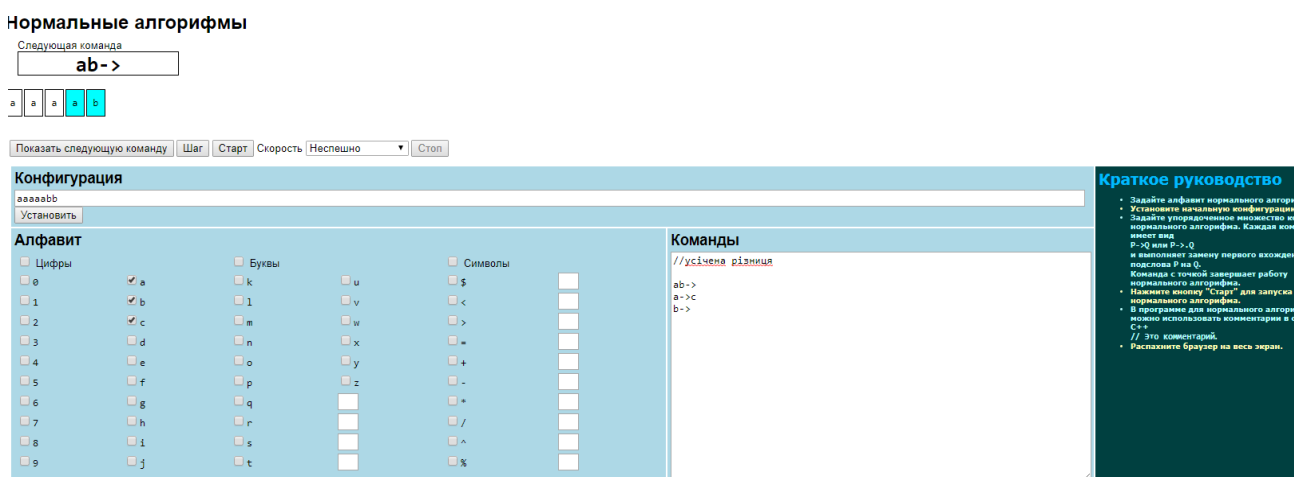 Нормальные алгорифмы
Следующая команда
ab->
a a a a b
Показать следующую команду Шаг Старт Скорость Неспешно Стоп
Конфигурация
aaaaabb
Установить
Алфавит
Цифры Буквы Символы
0 a k u $
1 b l v <
2 c m w >
3 d n x =
4 e o y +
5 f p z -
6 g q *
7 h r /
8 i s ^
9 j t %
Команды
//усічена різниця
ab->
a->c
b->
Краткое руководство
Задайте алфавит нормального алгори
Установите начальную конфигурацию
Задайте упорядоченное множество к
нормального алгорифма. Каждая ком
имеет вид
P->Q или P->.Q
и выполняет замену первого вхожден
подслова P на Q.
Команда с точкой завершает работу
нормального алгорифма.
Нажмите кнопку "Старт" для запуска
нормального алгорифма.
В программе для нормального алгори
можно использовать комментарии в с
C++
// Это комментарий.
Распахните браузер на весь экран.